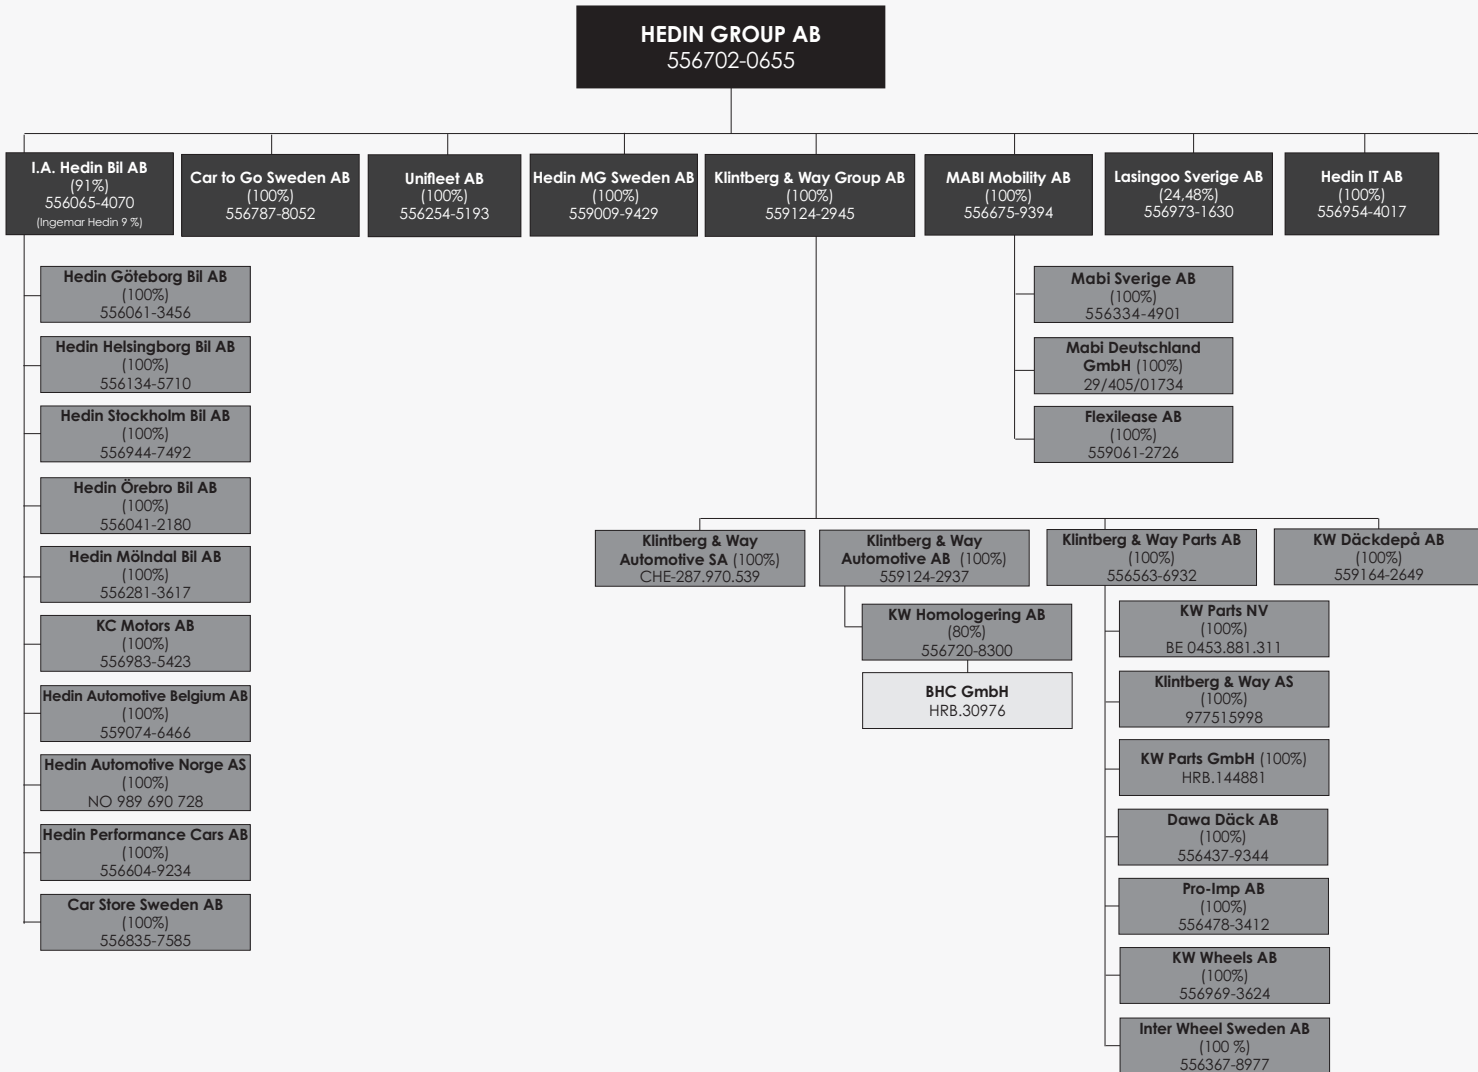 HEDIN GROUP AB
556702-0655
I.A. Hedin Bil AB
(91%)
556065-4070
(Ingemar Hedin 9 %)
Car to Go Sweden AB
(100%)
556787-8052
Unifleet AB
(100%)
556254-5193
Hedin MG Sweden AB
(100%)
559009-9429
Klintberg & Way Group AB
(100%)
559124-2945
MABI Mobility AB
(100%)
556675-9394
Lasingoo Sverige AB
(24,48%)
556973-1630
Hedin IT AB
(100%)
556954-4017
Hedin Göteborg Bil AB
(100%)
556061-3456
Hedin Helsingborg Bil AB
(100%)
556134-5710
Hedin Stockholm Bil AB
(100%)
556944-7492
Hedin Örebro Bil AB
(100%)
556041-2180
Hedin Mölndal Bil AB
(100%)
556281-3617
KC Motors AB
(100%)
556983-5423
Hedin Automotive Belgium AB
(100%)
559074-6466
Hedin Automotive Norge AS
(100%)
NO 989 690 728
Hedin Performance Cars AB
(100%)
556604-9234
Car Store Sweden AB
(100%)
556835-7585
Mabi Sverige AB
(100%)
556334-4901
Mabi Deutschland
GmbH (100%)
29/405/01734
Flexilease AB
(100%)
559061-2726
Klintberg & Way
Automotive SA (100%)
CHE-287.970.539
Klintberg & Way
Automotive AB (100%)
559124-2937
KW Homologering AB
(80%)
556720-8300
BHC GmbH
HRB.30976
Klintberg & Way Parts AB
(100%)
556563-6932
KW Parts NV
(100%)
BE 0453.881.311
Klintberg & Way AS
(100%)
977515998
KW Parts GmbH (100%)
HRB.144881
Dawa Däck AB
(100%)
556437-9344
Pro-Imp AB
(100%)
556478-3412
KW Wheels AB
(100%)
556969-3624
Inter Wheel Sweden AB
(100 %)
556367-8977
KW Däckdepå AB
(100%)
559164-2649